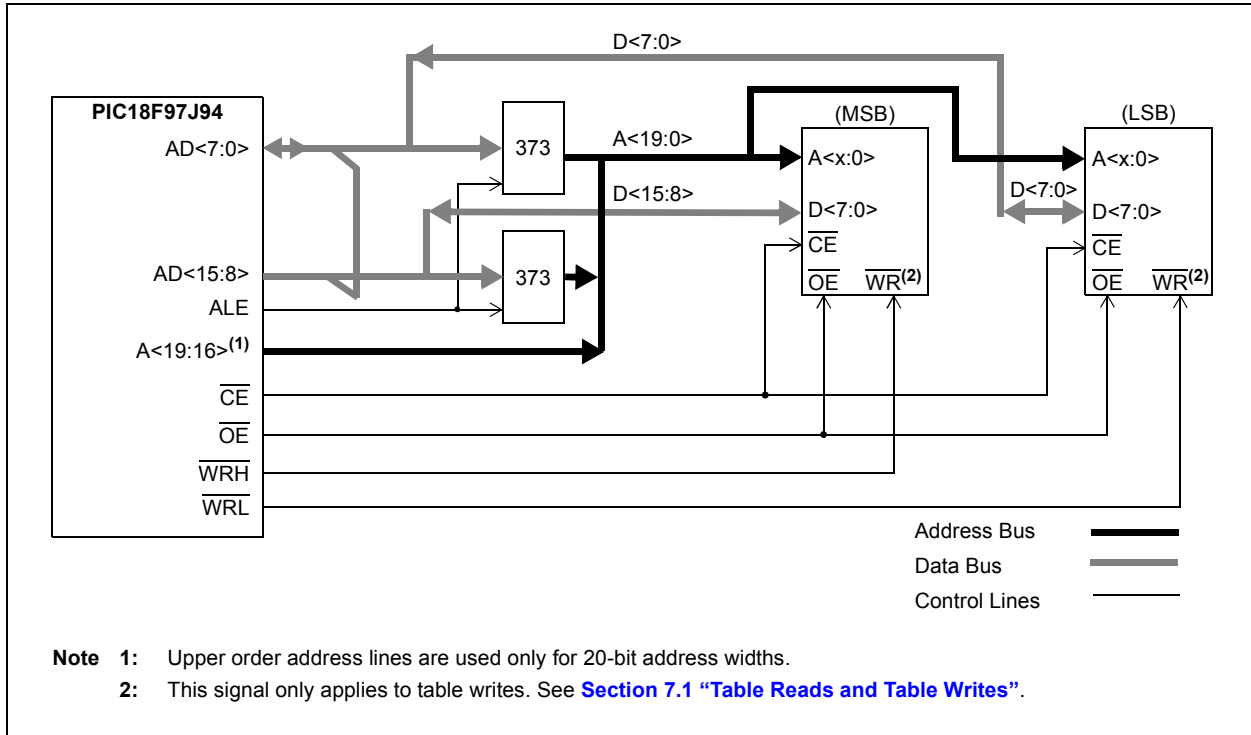 D<7:0>
PIC18F97J94
(MSB)
(LSB)
AD<7:0>
373
A<19:0>
A<x:0>
A<x:0>
D<15:8>
D<7:0>
D<7:0>
D<7:0>
CE
CE
AD<15:8>
373
OE
WR(2)
OE
WR(2)
ALE
A<19:16>(1)
CE
OE
WRH
WRL
Address Bus
Data Bus
Control Lines
Note 1: Upper order address lines are used only for 20-bit address widths.
2: This signal only applies to table writes. See Section 7.1 “Table Reads and Table Writes”.